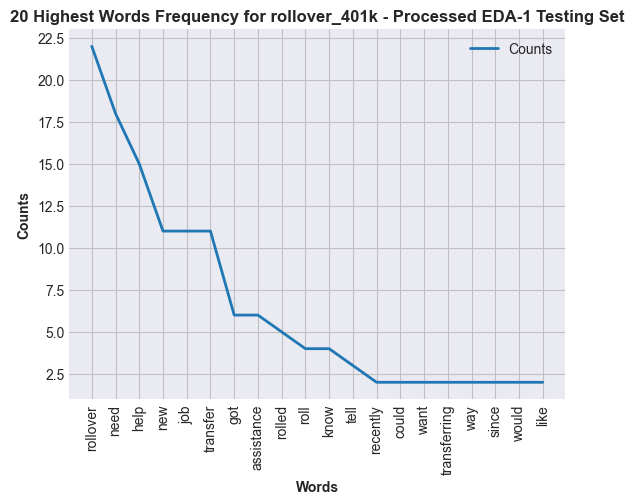 20 Highest Words Frequency for rollover_401k - Processed EDA-1 Testing Set
Counts
22.5
20.0
17.5
15.0
12.5
10.0
7.5
5.0
2.5
Counts
rollover
need
help
new
job
transfer
got
assistance
rolled
roll
know
tell
recently
could
want
transferring
way
since
would
like
Words